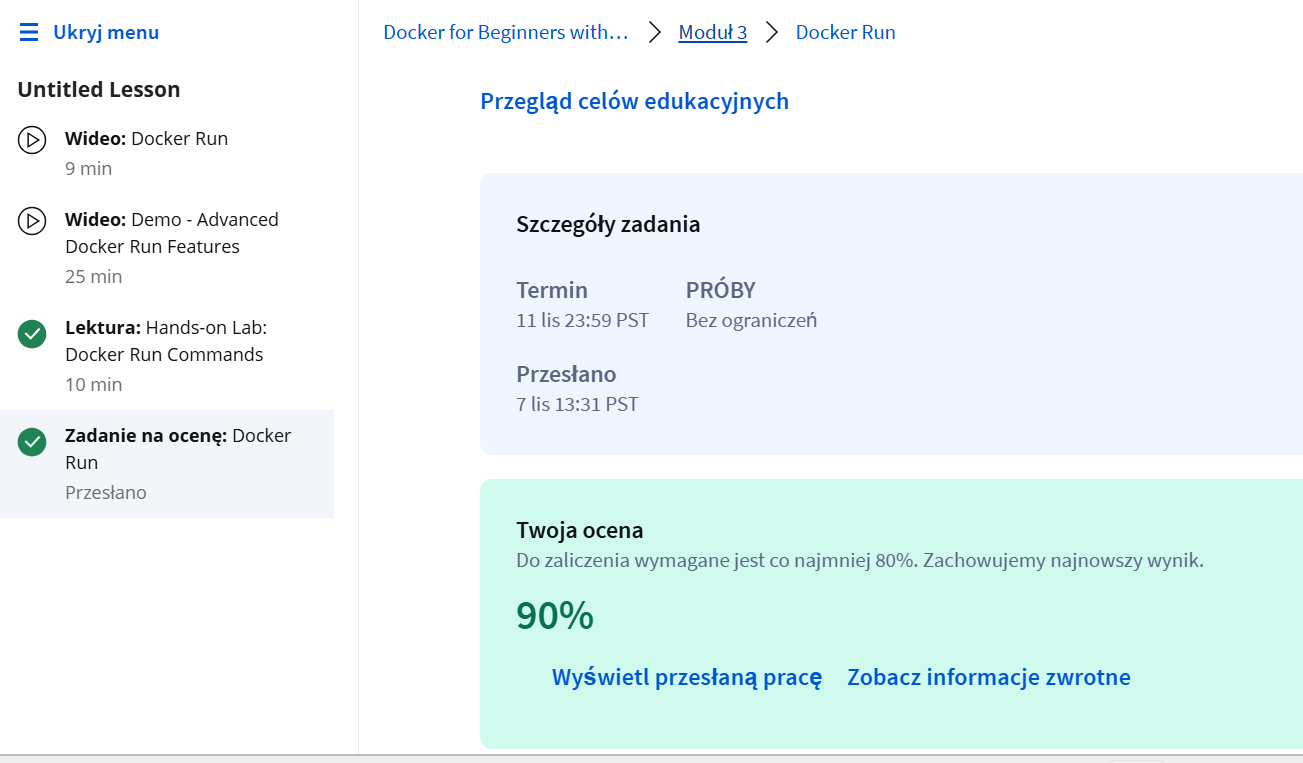 Ukryj menu
Untitled Lesson
Wideo: Docker Run
9 min
Wideo: Demo - Advanced
Docker Run Features
25 min
Lektura: Hands-on Lab:
Docker Run Commands
10 min
Zadanie na ocenę: Docker
Run
Przesłano
Docker for Beginners with… Moduł 3 Docker Run
Przegląd celów edukacyjnych
Szczegóły zadania
Termin PRÓBY
11 lis 23:59 PST Bez ograniczeń
Przesłano
7 lis 13:31 PST
Twoja ocena
Do zaliczenia wymagane jest co najmniej 80%. Zachowujemy najnowszy wynik.
90%
Wyświetl przesłaną pracę Zobacz informacje zwrotne